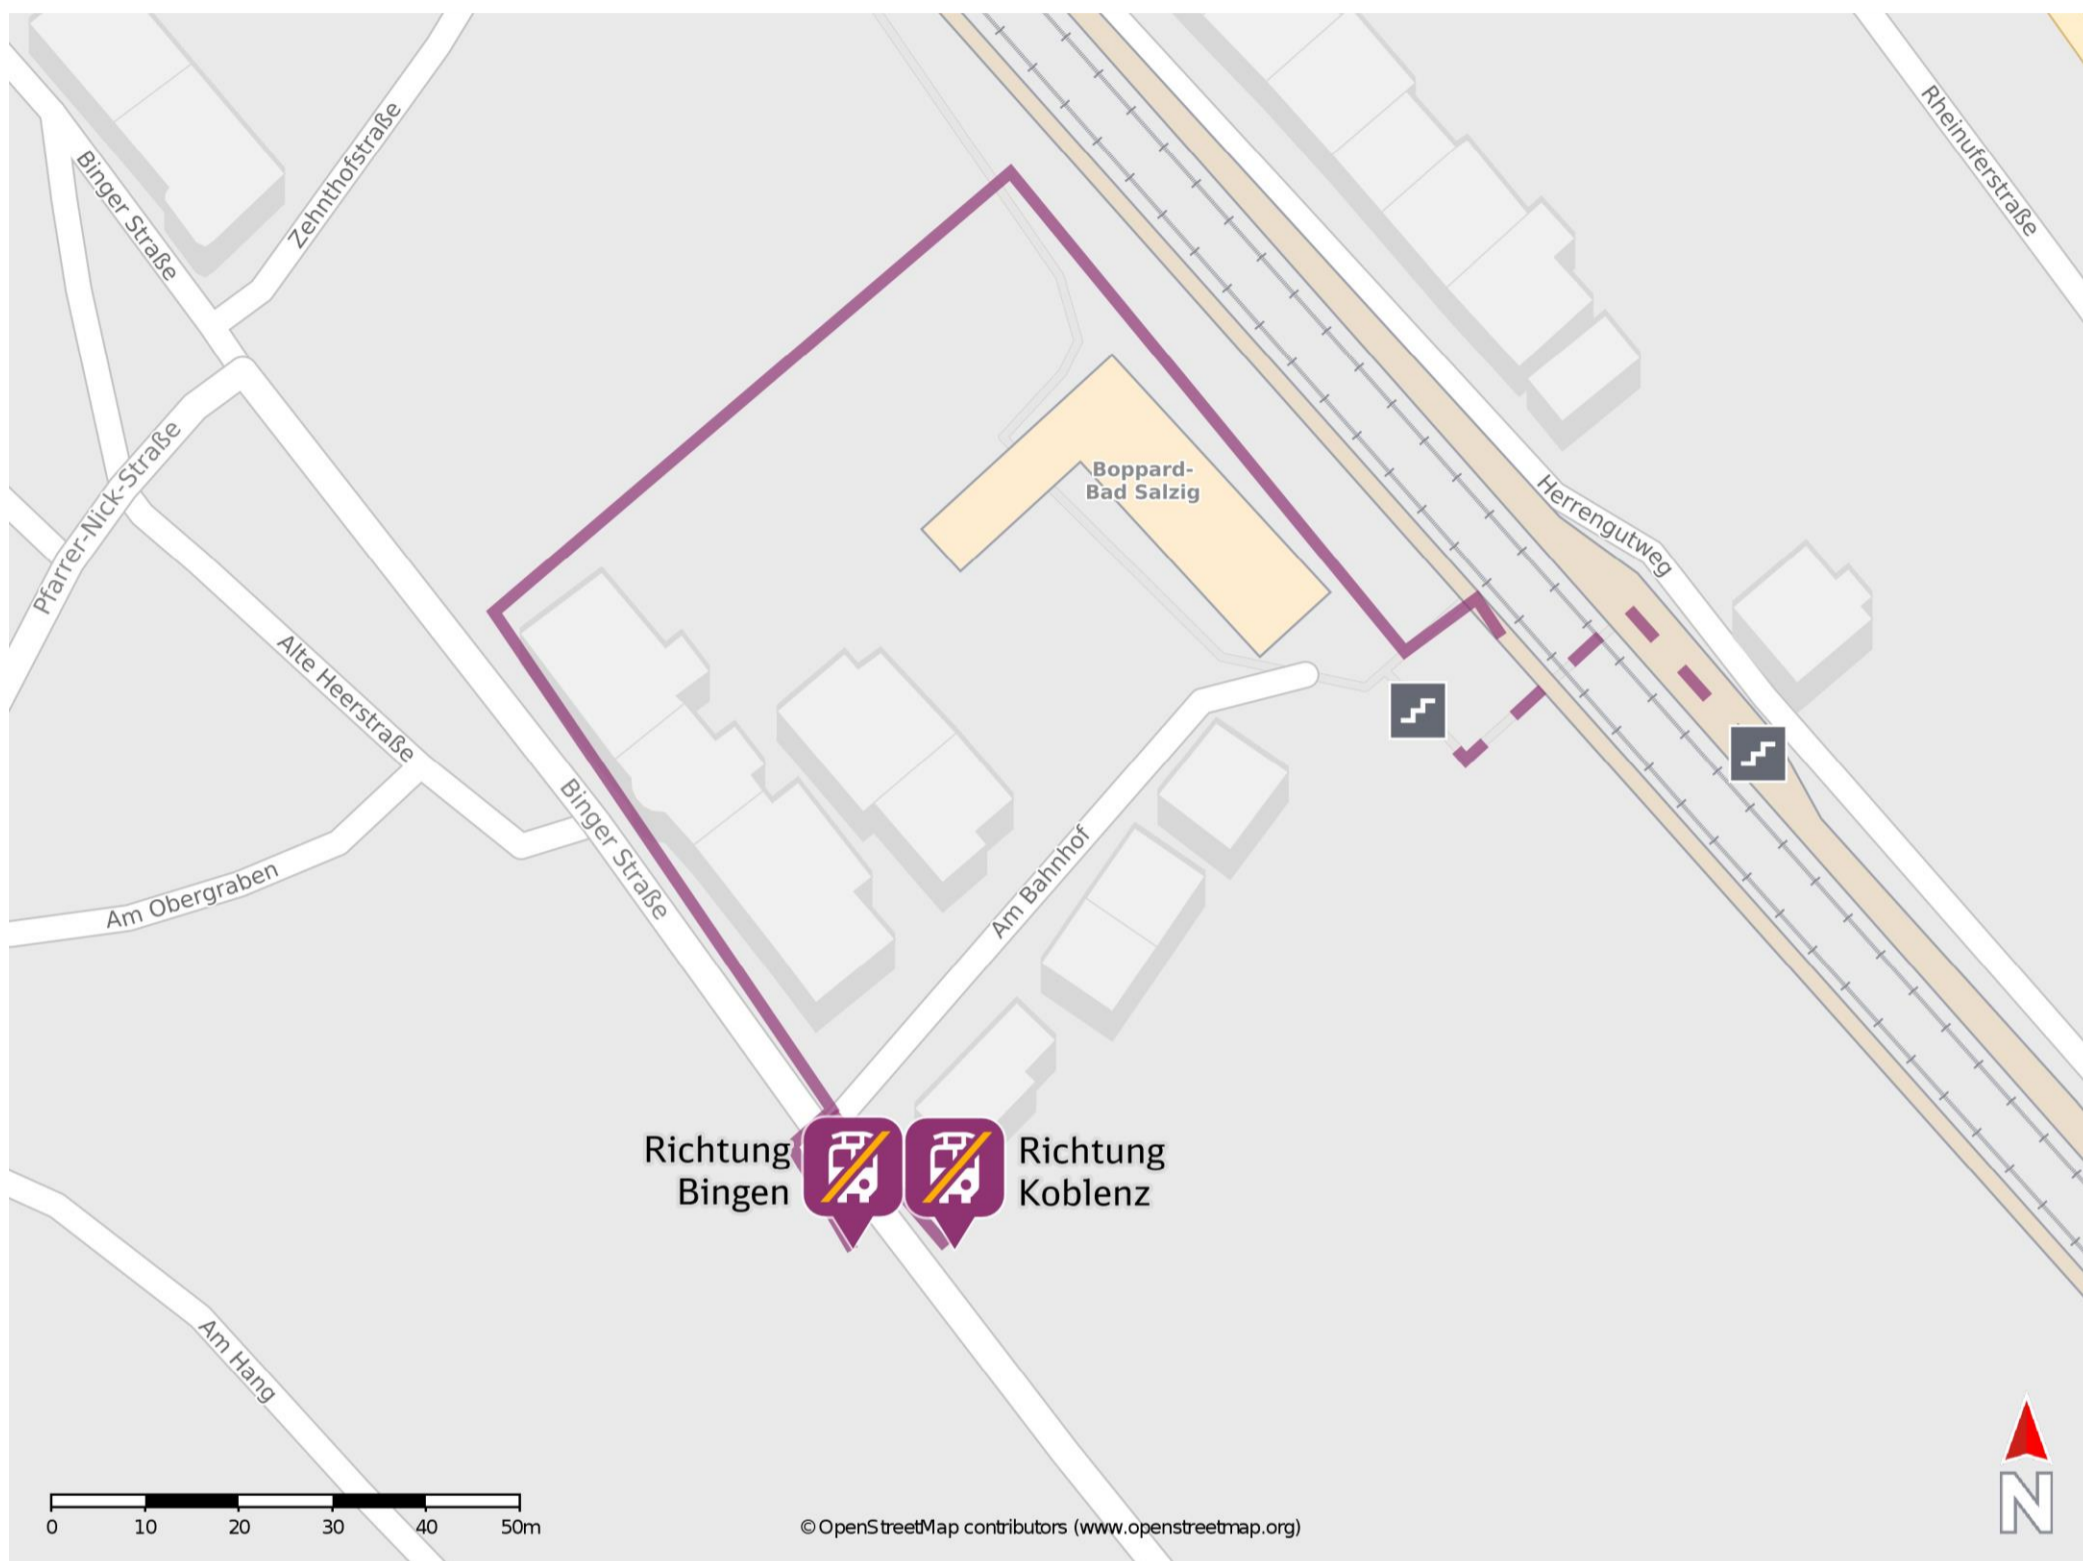 Rheinuferstraße
Binger Straße
Zehnthofstraße
Pfarrer-Nick-Straße
Boppard-
Bad Salzig
Herrengutweg
Alte Heerstraße
Binger Straße
Am Obergraben
Am Bahnhof
Richtung
Bingen
Richtung
Koblenz
Am Hang
N
0 10 20 30 40 50m
© OpenStreetMap contributors (www.openstreetmap.org)